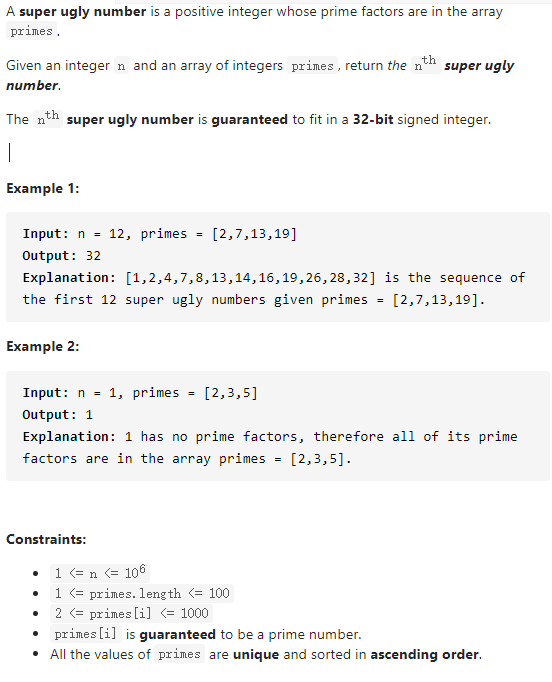 A super ugly number is a positive integer whose prime factors are in the array
primes.
Given an integer n and an array of integers primes, return the nth super ugly
number.
The nth super ugly number is guaranteed to fit in a 32-bit signed integer.
Example 1:
Input: n = 12, primes = [2,7,13,19]
Output: 32
Explanation: [1,2,4,7,8,13,14,16,19,26,28,32] is the sequence of
the first 12 super ugly numbers given primes = [2,7,13,19].
Example 2:
Input: n = 1, primes = [2,3,5]
Output: 1
Explanation: 1 has no prime factors, therefore all of its prime
factors are in the array primes = [2,3,5].
Constraints:
• 1 <= n <= 10^6
• 1 <= primes.length <= 100
• 2 <= primes[i] <= 1000
• primes[i] is guaranteed to be a prime number.
• All the values of primes are unique and sorted in ascending order.